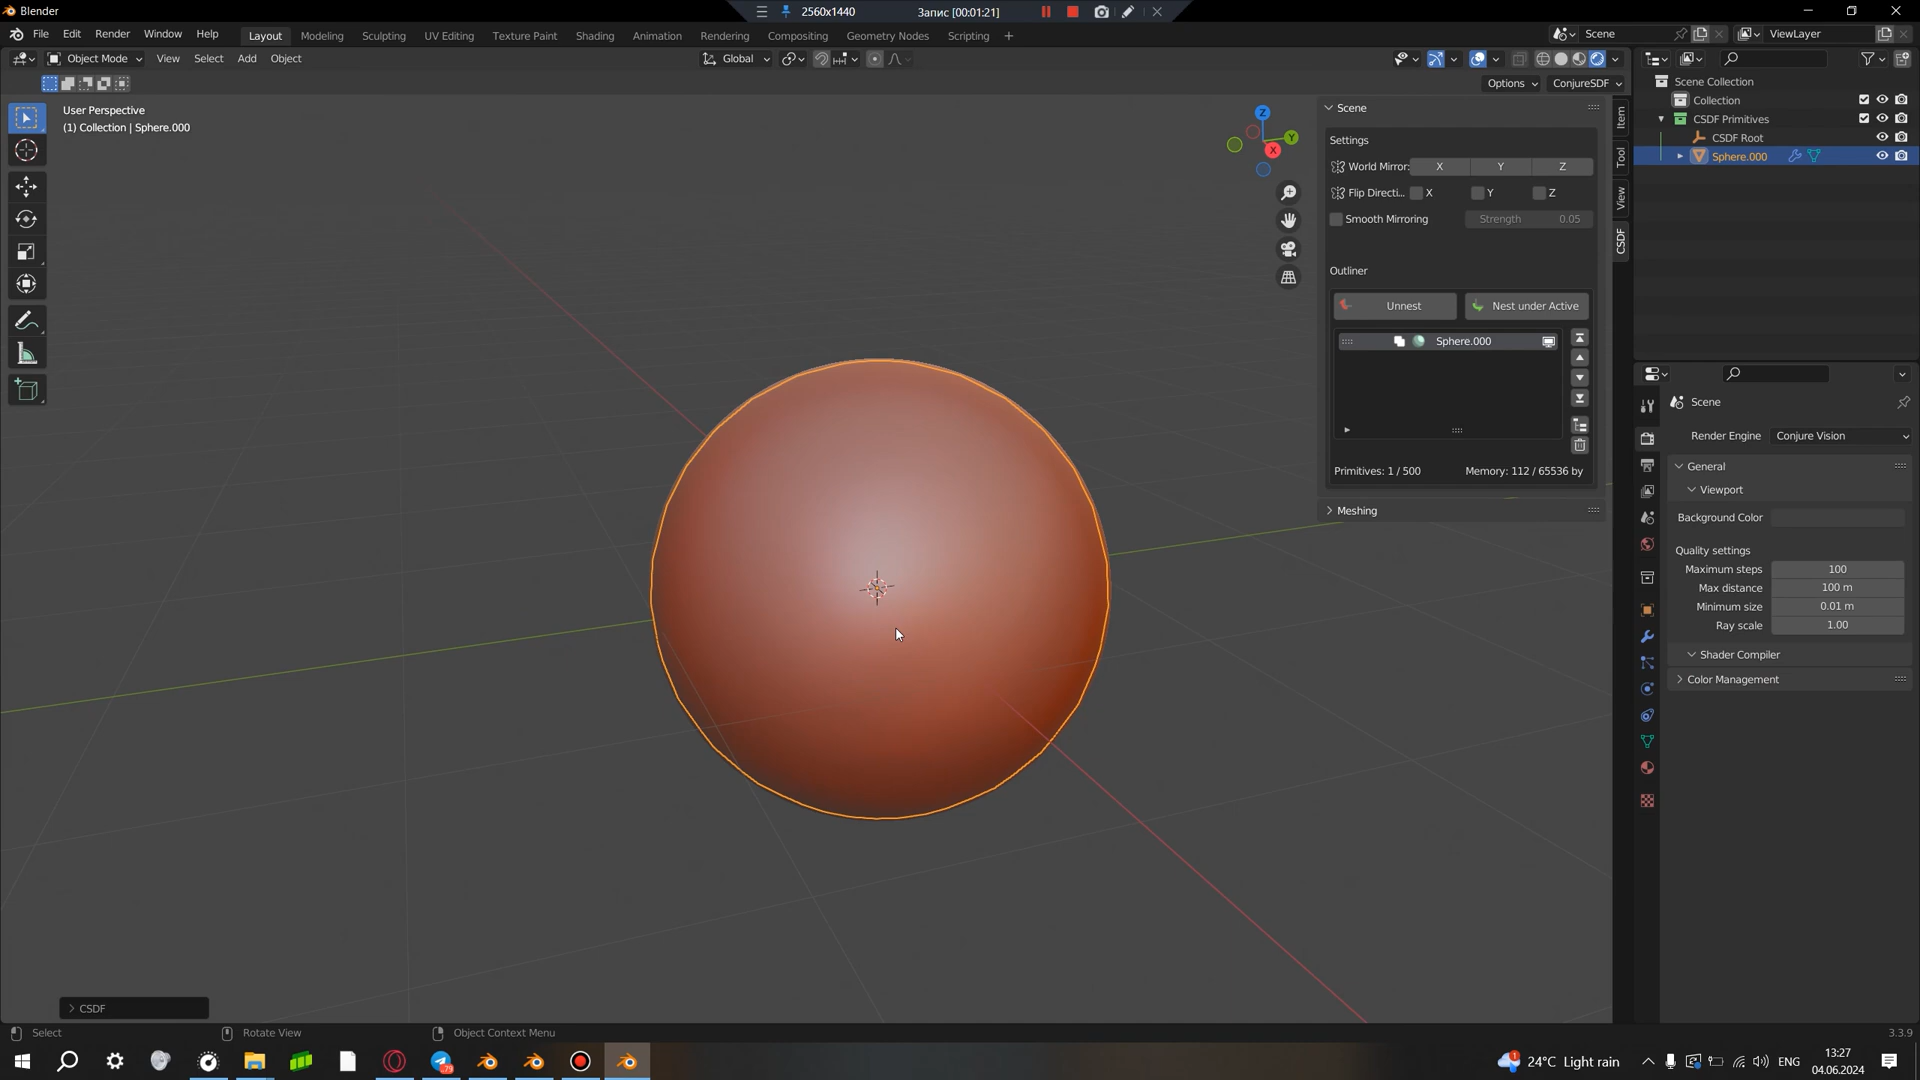 Blender
2560x1440
Запис [00:01:21]
File Edit Render Window Help
Layout Modeling Sculpting UV Editing Texture Paint Shading Animation Rendering Compositing Geometry Nodes Scripting +
Scene
ViewLayer
Object Mode View Select Add Object
Global
Options
ConjureSDF
User Perspective
(1) Collection | Sphere.000
Z
Y
X
Scene
Settings
World Mirror: X Y Z
Flip Directi... X Y Z
Smooth Mirroring Strength 0.05
Outliner
Unnest
Nest under Active
Sphere.000
Primitives: 1 / 500 Memory: 112 / 65536 by
Meshing
Item
Tool
View
CSDF
Scene Collection
Collection
CSDF Primitives
CSDF Root
Sphere.000
Scene
Render Engine Conjure Vision
General
Viewport
Background Color
Quality settings
Maximum steps 100
Max distance 100 m
Minimum size 0.01 m
Ray scale 1.00
Shader Compiler
Color Management
CSDF
Select
Rotate View
Object Context Menu
3.3.9
79
1
24°C Light rain
ENG
13:27
04.06.2024